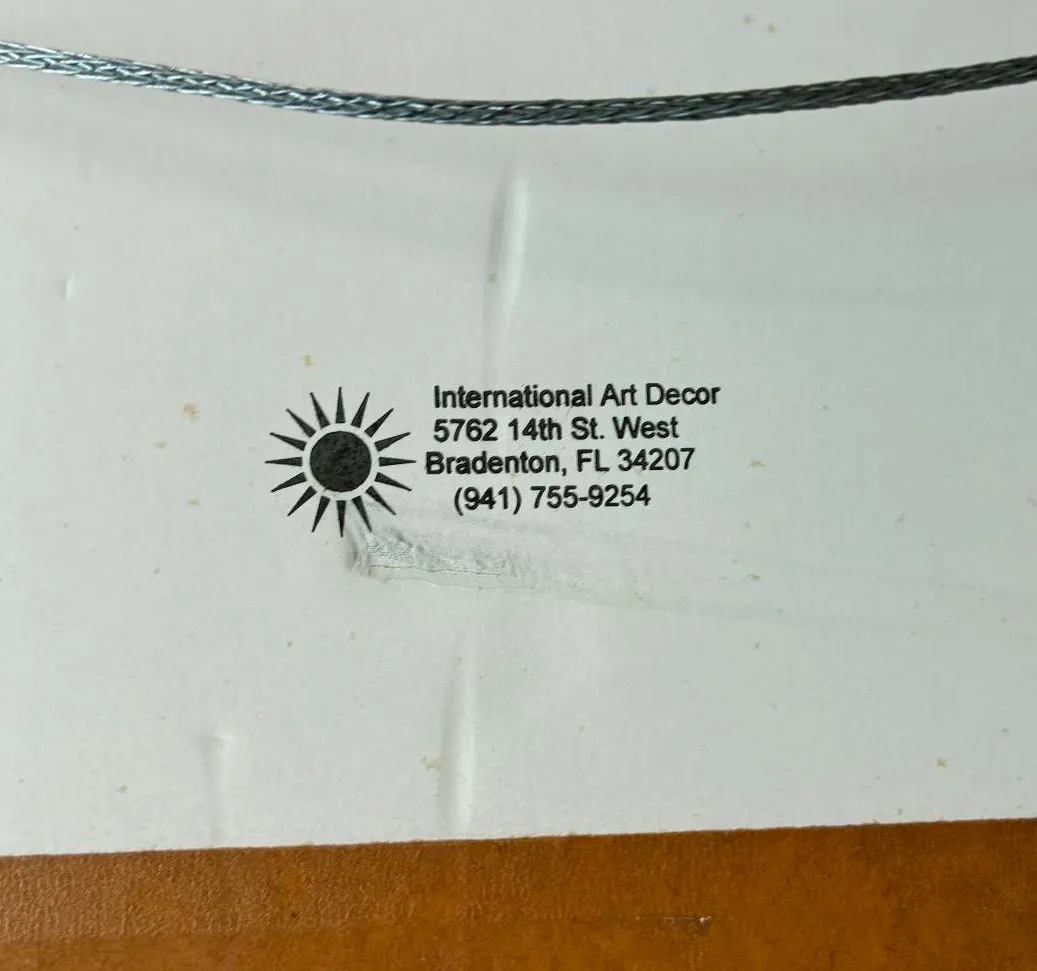 International Art Decor
5762 14th St. West
Bradenton, FL 34207
(941) 755-9254